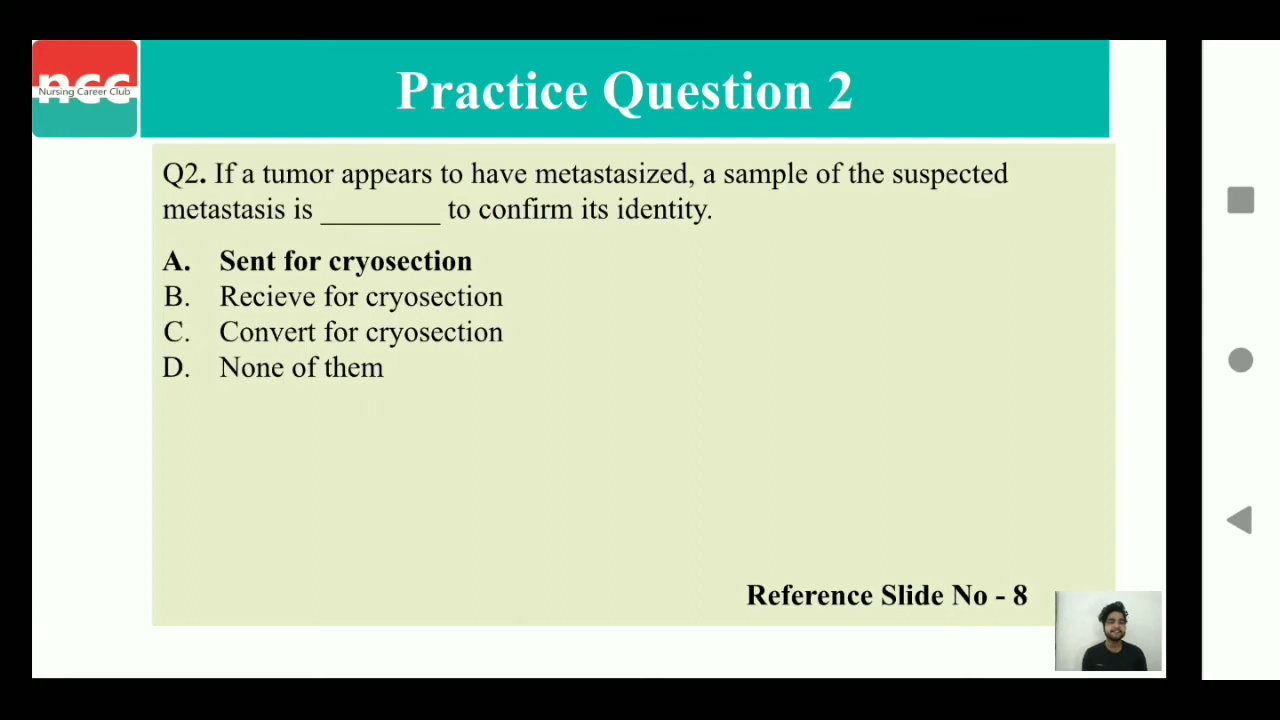 ncc
Nursing Career Club
Practice Question 2
Q2. If a tumor appears to have metastasized, a sample of the suspected
metastasis is ________ to confirm its identity.
A. Sent for cryosection
B. Recieve for cryosection
C. Convert for cryosection
D. None of them
Reference Slide No - 8